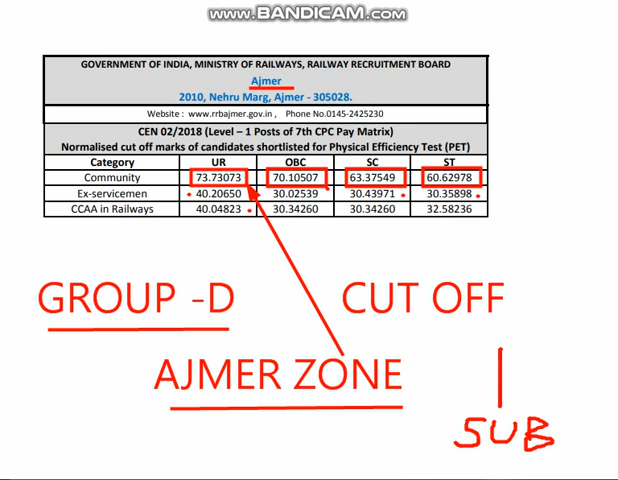 www.BANDICAM.com
GOVERNMENT OF INDIA, MINISTRY OF RAILWAYS, RAILWAY RECRUITMENT BOARD
Ajmer
2010, Nehru Marg, Ajmer - 305028.
Website : www.rrbajmer.gov.in , Phone No.0145-2425230
CEN 02/2018 (Level – 1 Posts of 7th CPC Pay Matrix)
Normalised cut off marks of candidates shortlisted for Physical Efficiency Test (PET)
Category UR OBC SC ST
Community 73.73073 70.10507 63.37549 60.62978
Ex-servicemen 40.20650 30.02539 30.43971 30.35898
CCAA in Railways 40.04823 30.34260 30.34260 32.58236
GROUP -D CUT OFF
AJMER ZONE
SUB